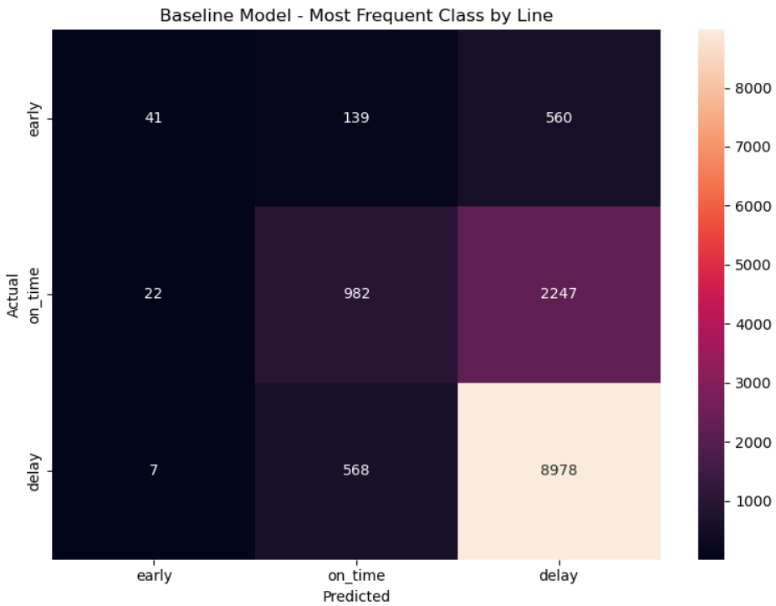 Baseline Model - Most Frequent Class by Line
early
41 139 560
8000
7000
6000
5000
4000
3000
2000
1000
Actual
on_time
22 982 2247
delay
7 568 8978
early on_time delay
Predicted